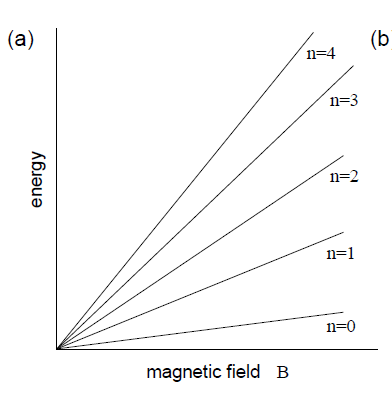 (a)
(b
n=4
n=3
n=2
n=1
n=0
energy
magnetic field B